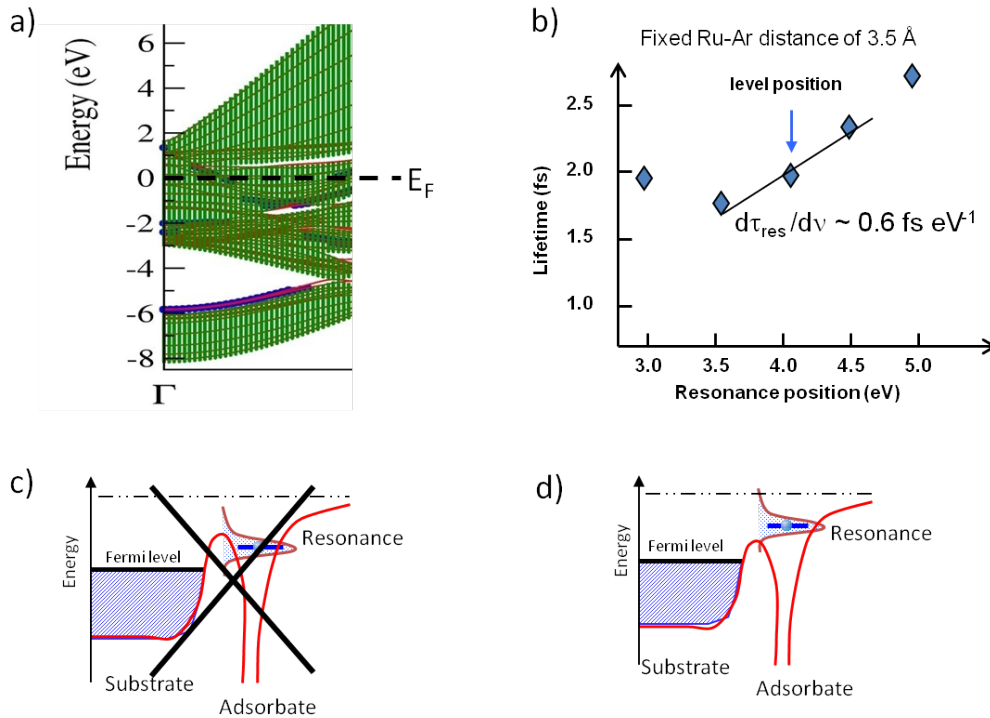 a)
Energy (eV)
6
4
2
0
-2
-4
-6
-8
Γ
E_F
b)
Fixed Ru-Ar distance of 3.5 Å
level position
Lifetime (fs)
2.5
2.0
1.5
1.0
dτ_res/dν ~ 0.6 fs eV⁻¹
3.0 3.5 4.0 4.5 5.0
Resonance position (eV)
c)
Energy
Fermi level
Resonance
Substrate
Adsorbate
d)
Energy
Fermi level
Resonance
Substrate
Adsorbate